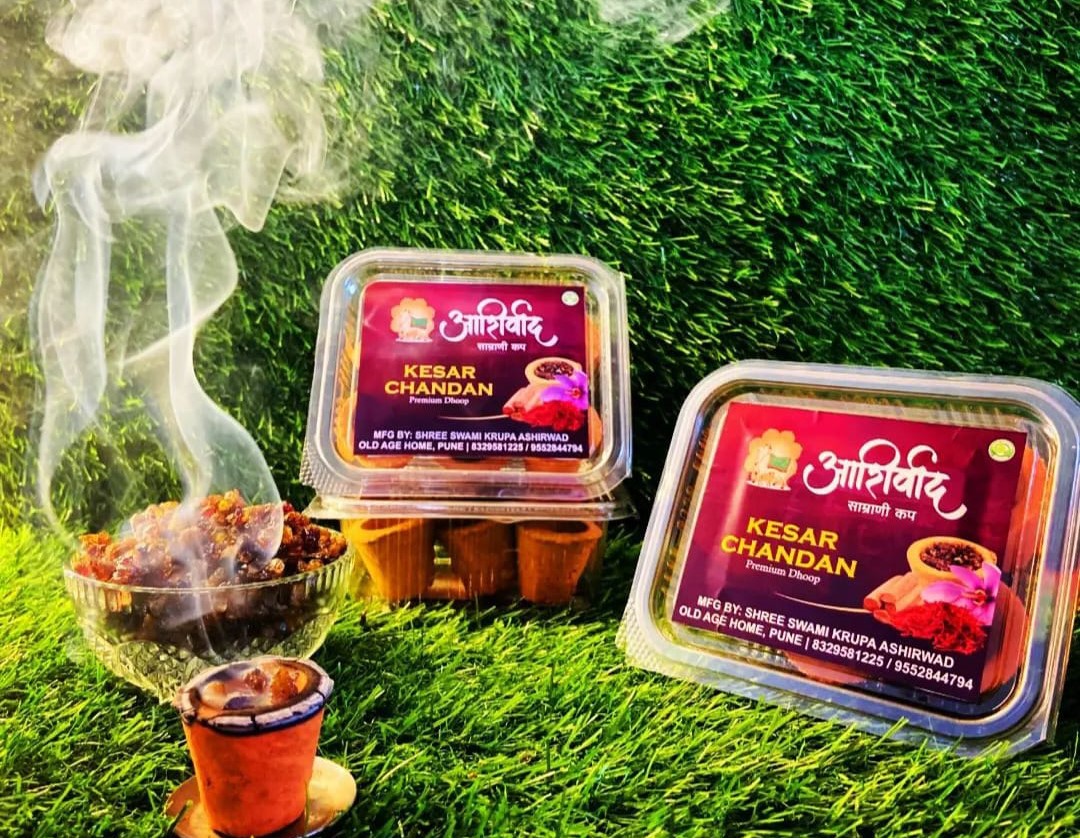 आशिर्वाद
साम्राणी कप
KESAR
CHANDAN
Premium Dhoop
MFG BY: SHREE SWAMI KRUPA ASHIRWAD
OLD AGE HOME, PUNE | 8329581225 / 9552844794
आशिर्वाद
साम्राणी कप
KESAR
CHANDAN
Premium Dhoop
MFG BY: SHREE SWAMI KRUPA ASHIRWAD
OLD AGE HOME, PUNE | 8329581225 / 9552844794